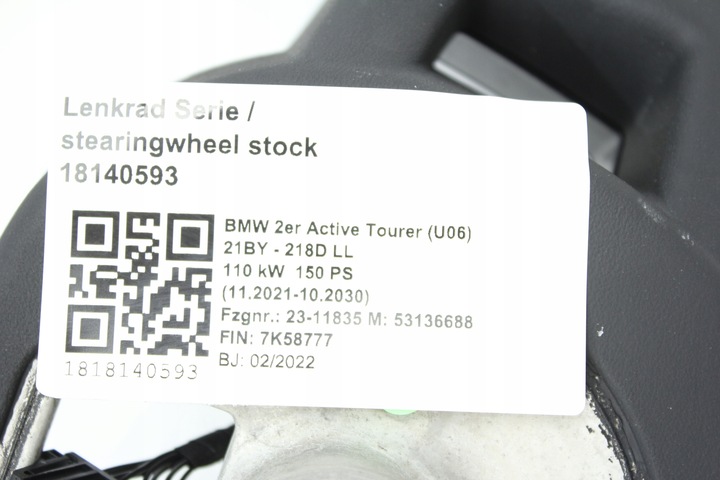 Lenkrad Serie /
stearingwheel stock
18140593
BMW 2er Active Tourer (U06)
21BY - 218D LL
110 kW 150 PS
(11.2021-10.2030)
Fzgnr.: 23-11835 M: 53136688
FIN: 7K58777
BJ: 02/2022
1818140593